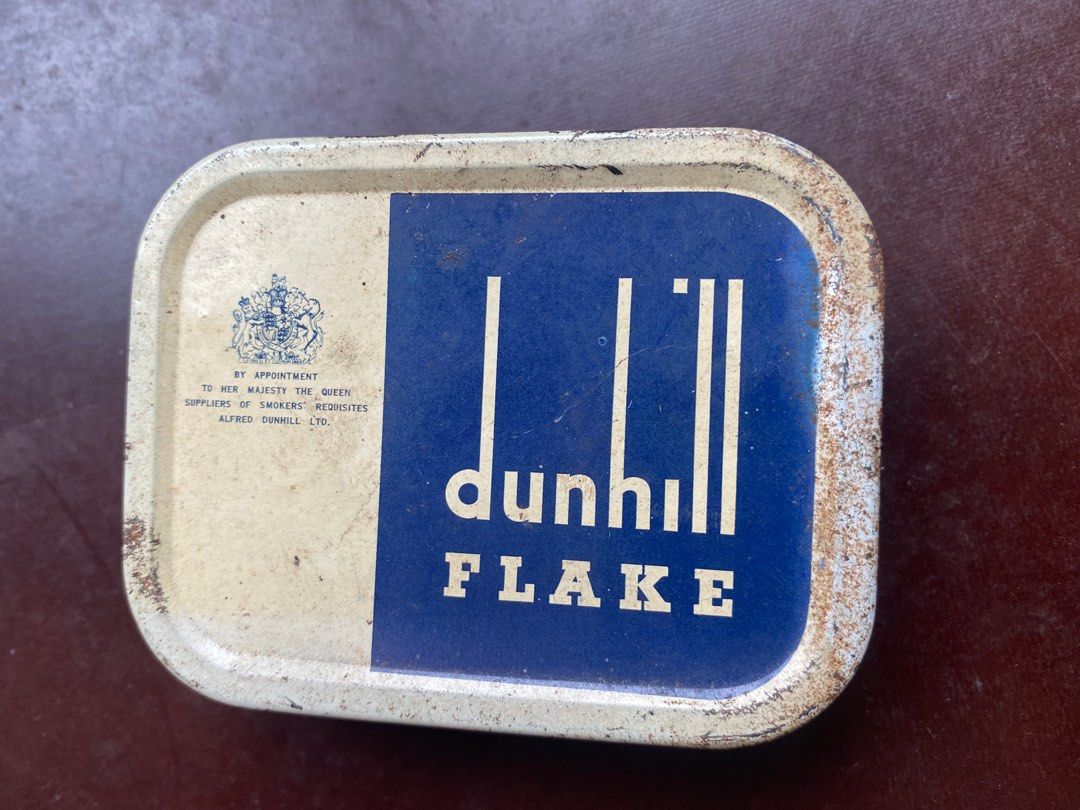 BY APPOINTMENT
TO HER MAJESTY THE QUEEN
SUPPLIERS OF SMOKERS' REQUISITES
ALFRED DUNHILL LTD.
dunhill
FLAKE